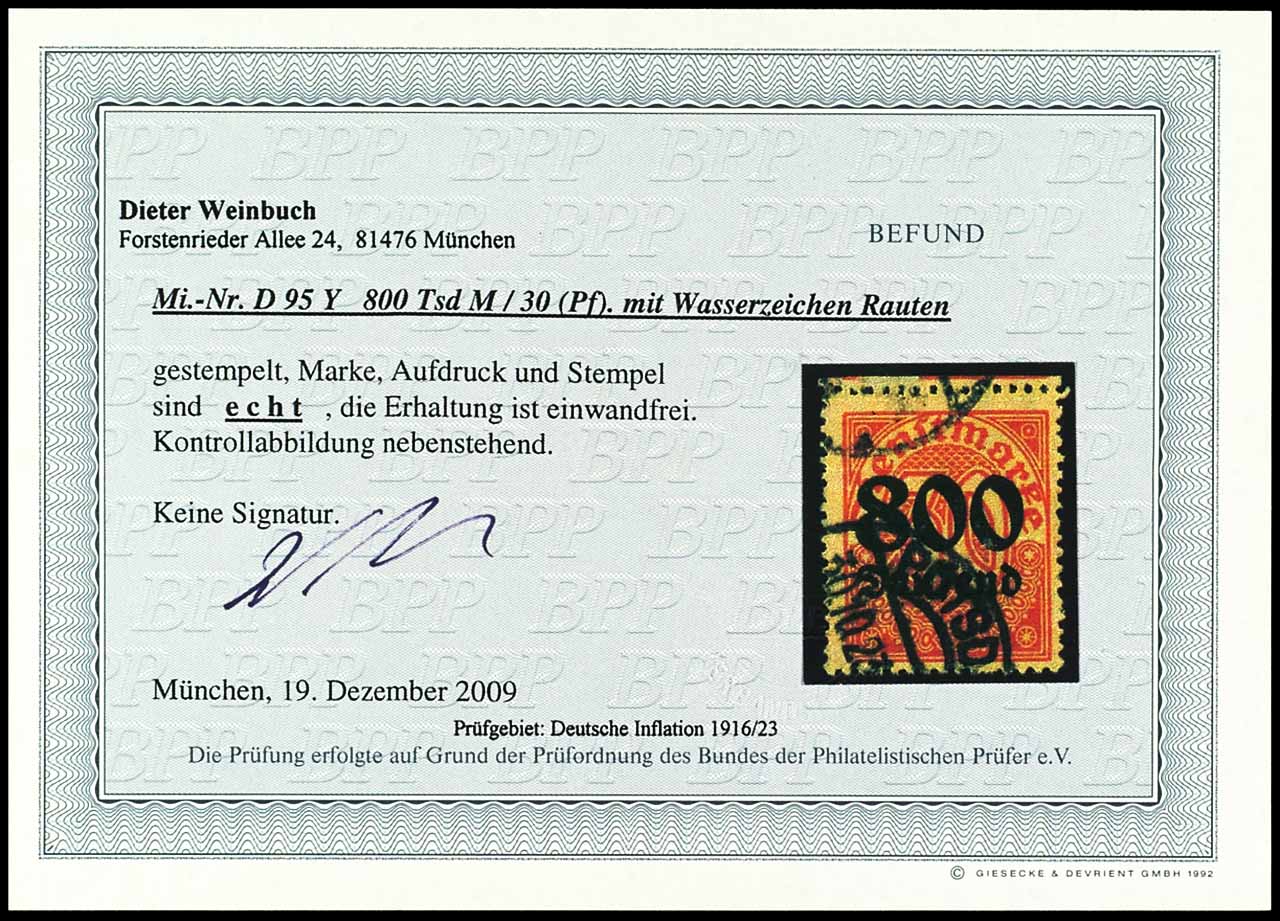 Dieter Weinbuch
Forstenrieder Allee 24, 81476 München
BEFUND
Mi.-Nr. D 95 Y 800 Tsd M / 30 (Pf). mit Wasserzeichen Rauten
gestempelt, Marke, Aufdruck und Stempel
sind echt , die Erhaltung ist einwandfrei.
Kontrollabbildung nebenstehend.
Keine Signatur.
800
München, 19. Dezember 2009
Prüfgebiet: Deutsche Inflation 1916/23
Die Prüfung erfolgte auf Grund der Prüfordnung des Bundes der Philatelistischen Prüfer e.V.
© GIESECKE & DEVRIENT GMBH 1992
BPP